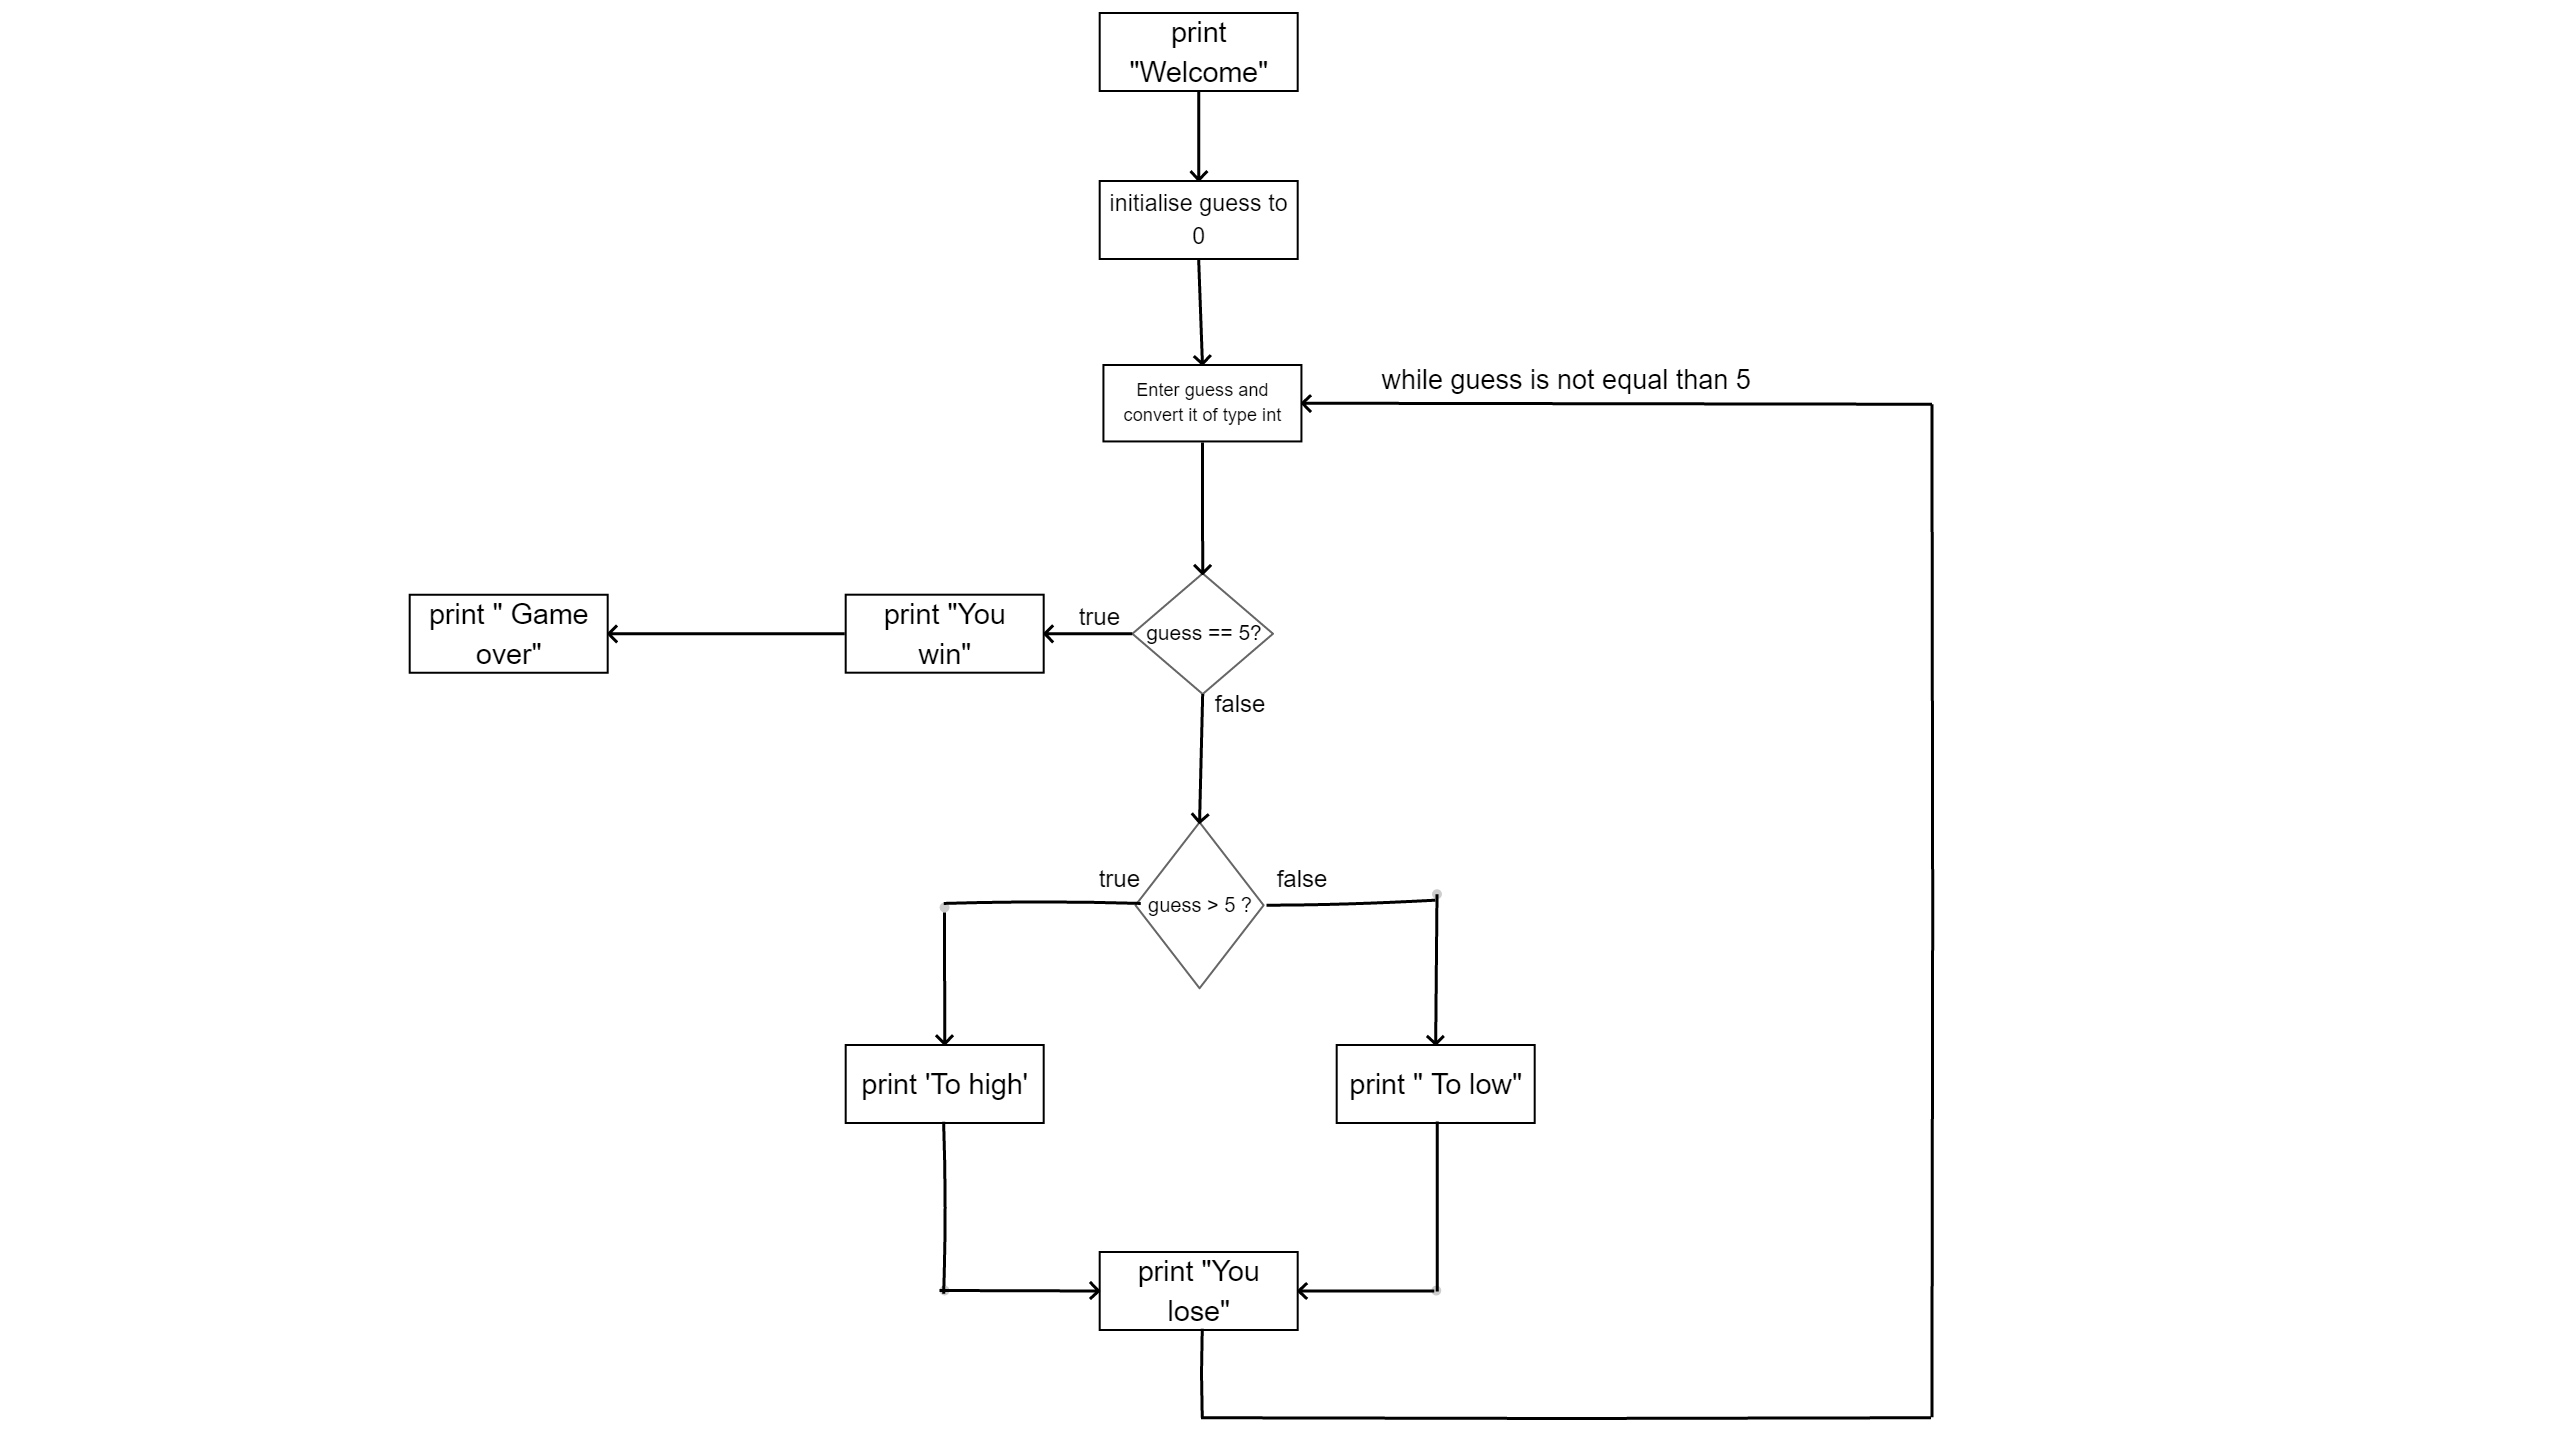 print
"Welcome"
initialise guess to
0
while guess is not equal than 5
Enter guess and
convert it of type int
print " Game
over"
print "You
win"
true
guess == 5?
false
true
false
guess > 5 ?
print 'To high'
print " To low"
print "You
lose"